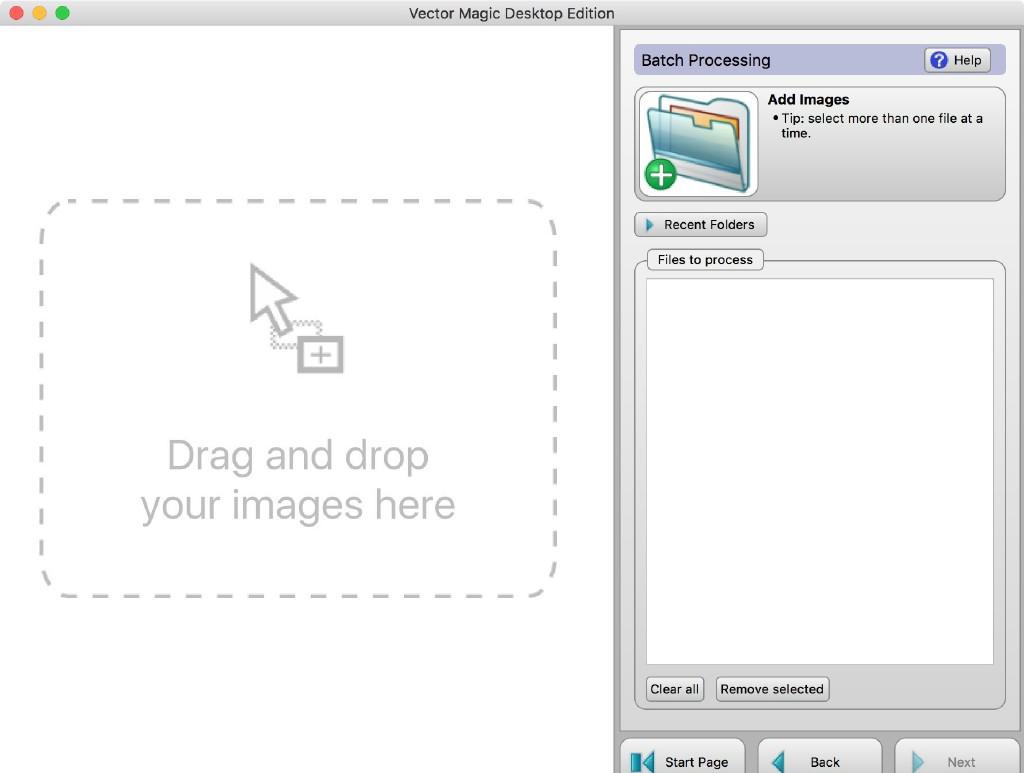 Vector Magic Desktop Edition
Batch Processing
Help
Add Images
• Tip: select more than one file at a
time.
Recent Folders
Files to process
Drag and drop
your images here
Clear all
Remove selected
Start Page
Back
Next